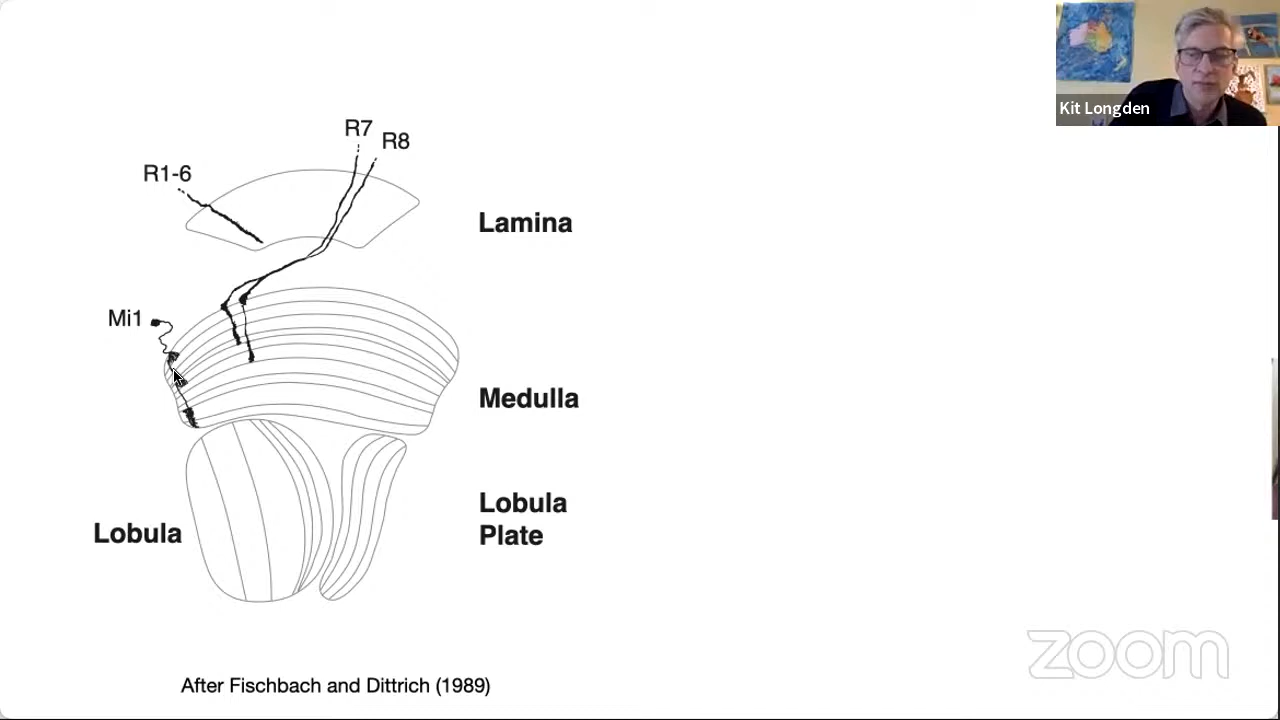 Kit Longden
R7
R8
R1-6
Lamina
Mi1
Medulla
Lobula
Plate
Lobula
zoom
After Fischbach and Dittrich (1989)